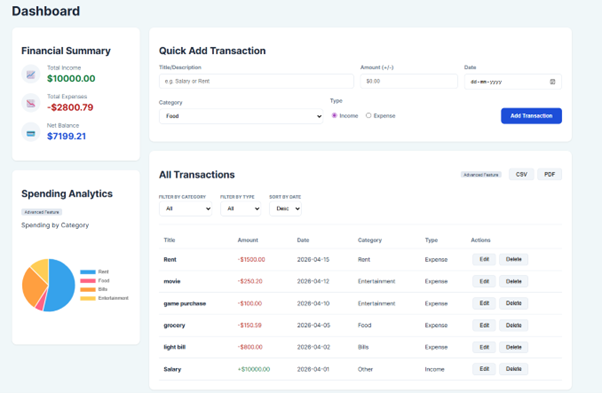 Dashboard
Financial Summary
Total Income
$10000.00
Total Expenses
-$2800.79
Net Balance
$7199.21
Spending Analytics
Advanced Feature
Spending by Category
Rent
Food
Bills
Entertainment
Quick Add Transaction
Title/Description
Amount (+/-)
Date
e.g. Salary or Rent
$0.00
dd-mm-yyyy
Category
Type
Food
Income
Expense
Add Transaction
All Transactions
Advanced Feature
CSV
PDF
FILTER BY CATEGORY
FILTER BY TYPE
SORT BY DATE
All
All
Desc
Title Amount Date Category Type Actions
Rent -$1500.00 2026-04-15 Rent Expense Edit Delete
movie -$250.20 2026-04-12 Entertainment Expense Edit Delete
game purchase -$100.00 2026-04-10 Entertainment Expense Edit Delete
grocery -$150.59 2026-04-05 Food Expense Edit Delete
light bill -$800.00 2026-04-02 Bills Expense Edit Delete
Salary +$10000.00 2026-04-01 Other Income Edit Delete